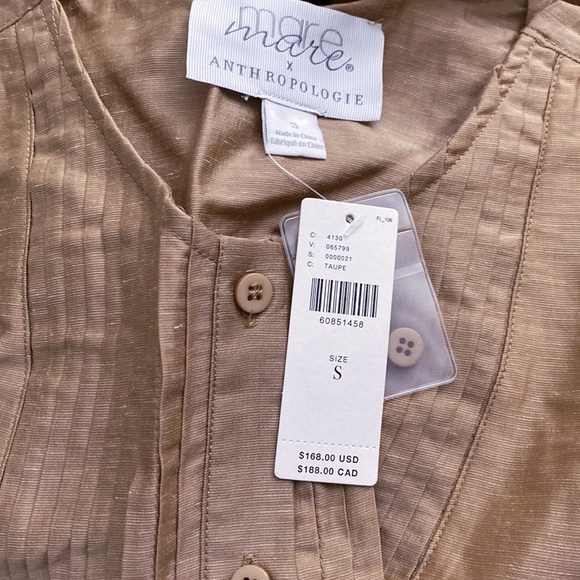 mare
mare®
x
ANTHROPOLOGIE
S
Made in China
Fabriqué en Chine
FL_106
C: 4130
V: 065799
S: 0000021
C: TAUPE
60851458
SIZE
S
$168.00 USD
$188.00 CAD